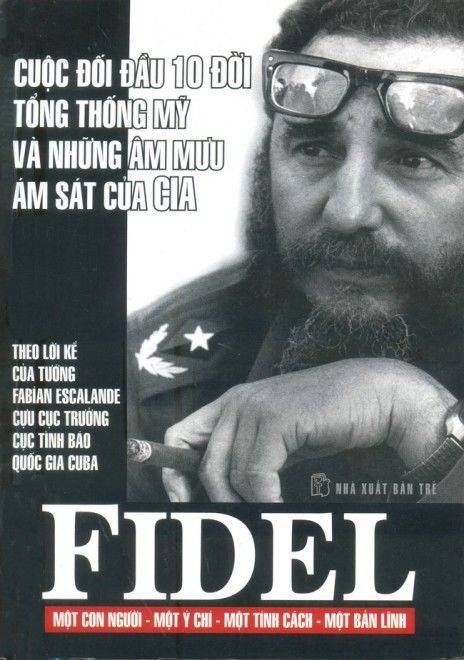 CUỘC ĐỐI ĐẦU 10 ĐỜI
TỔNG THỐNG MỸ
VÀ NHỮNG ÂM MƯU
ÁM SÁT CỦA CIA
THEO LỜI KỂ
CỦA TƯỚNG
FABIAN ESCALANDE
CỰU CỤC TRƯỞNG
CỤC TÌNH BÁO
QUỐC GIA CUBA
NHÀ XUẤT BẢN TRẺ
FIDEL
MỘT CON NGƯỜI - MỘT Ý CHÍ - MỘT TÍNH CÁCH - MỘT BẢN LĨNH